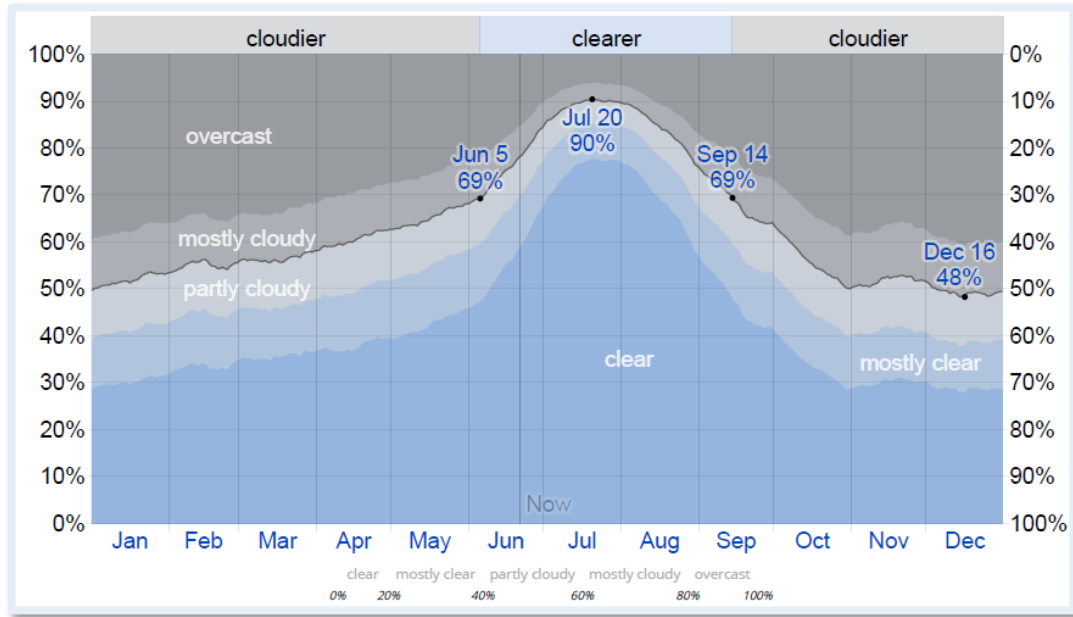 cloudier clearer cloudier
100% 0%
90% 10%
overcast
Jul 20
80% 90% 20%
Jun 5 Sep 14
70% 69% 69% 30%
mostly cloudy
60% 40%
Dec 16
partly cloudy 48%
50% 50%
40% 60%
clear mostly clear
30% 70%
20% 80%
10% 90%
Now
0% 100%
Jan Feb Mar Apr May Jun Jul Aug Sep Oct Nov Dec
clear mostly clear partly cloudy mostly cloudy overcast
0% 20% 40% 60% 80% 100%